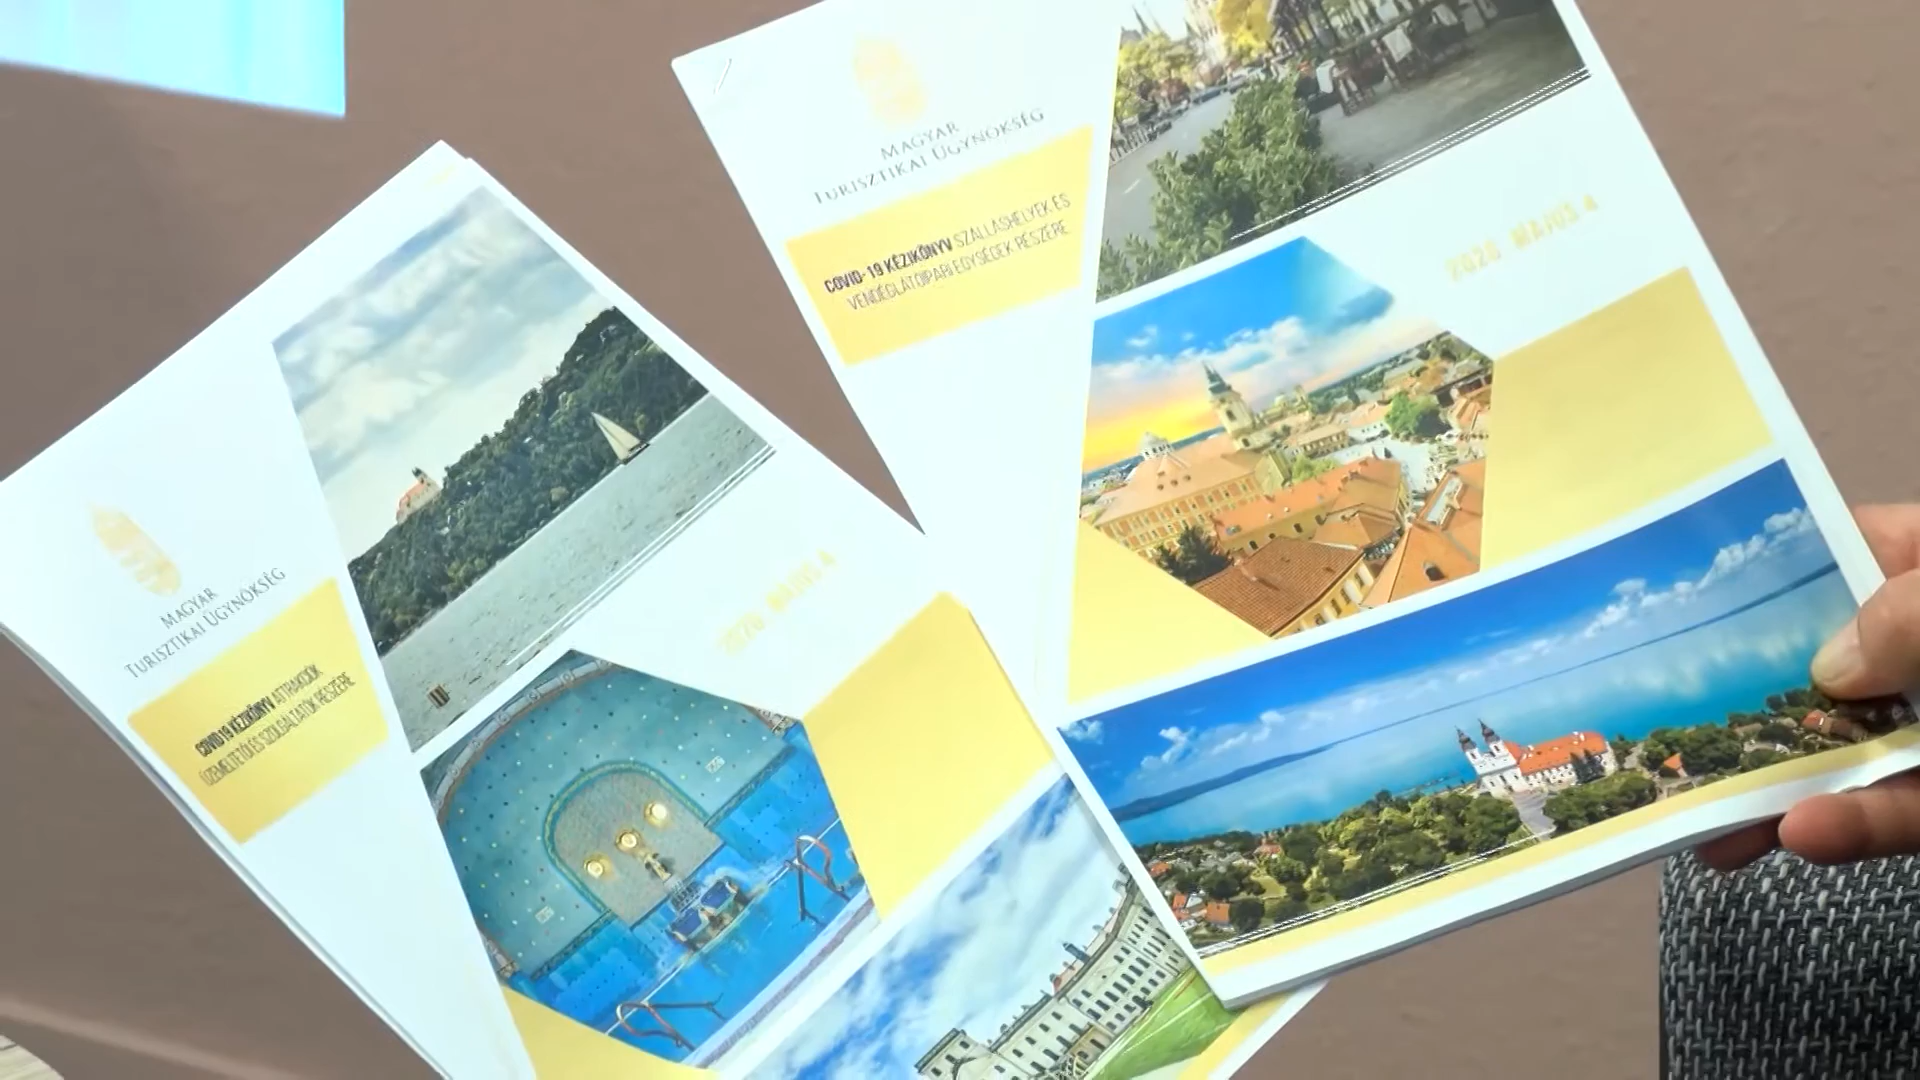 MAGYAR
TURISZTIKAI ÜGYNÖKSÉG
COVID-19 KÉZIKÖNYV ATTRAKCIÓK
ÜZEMELTETŐI ÉS SZOLGÁLTATÓK RÉSZÉRE
2020 MÁJUS 4
MAGYAR
TURISZTIKAI ÜGYNÖKSÉG
COVID-19 KÉZIKÖNYV SZÁLLÁSHELYEK ÉS
VENDÉGLÁTÓIPARI EGYSÉGEK RÉSZÉRE
2020 MÁJUS 4